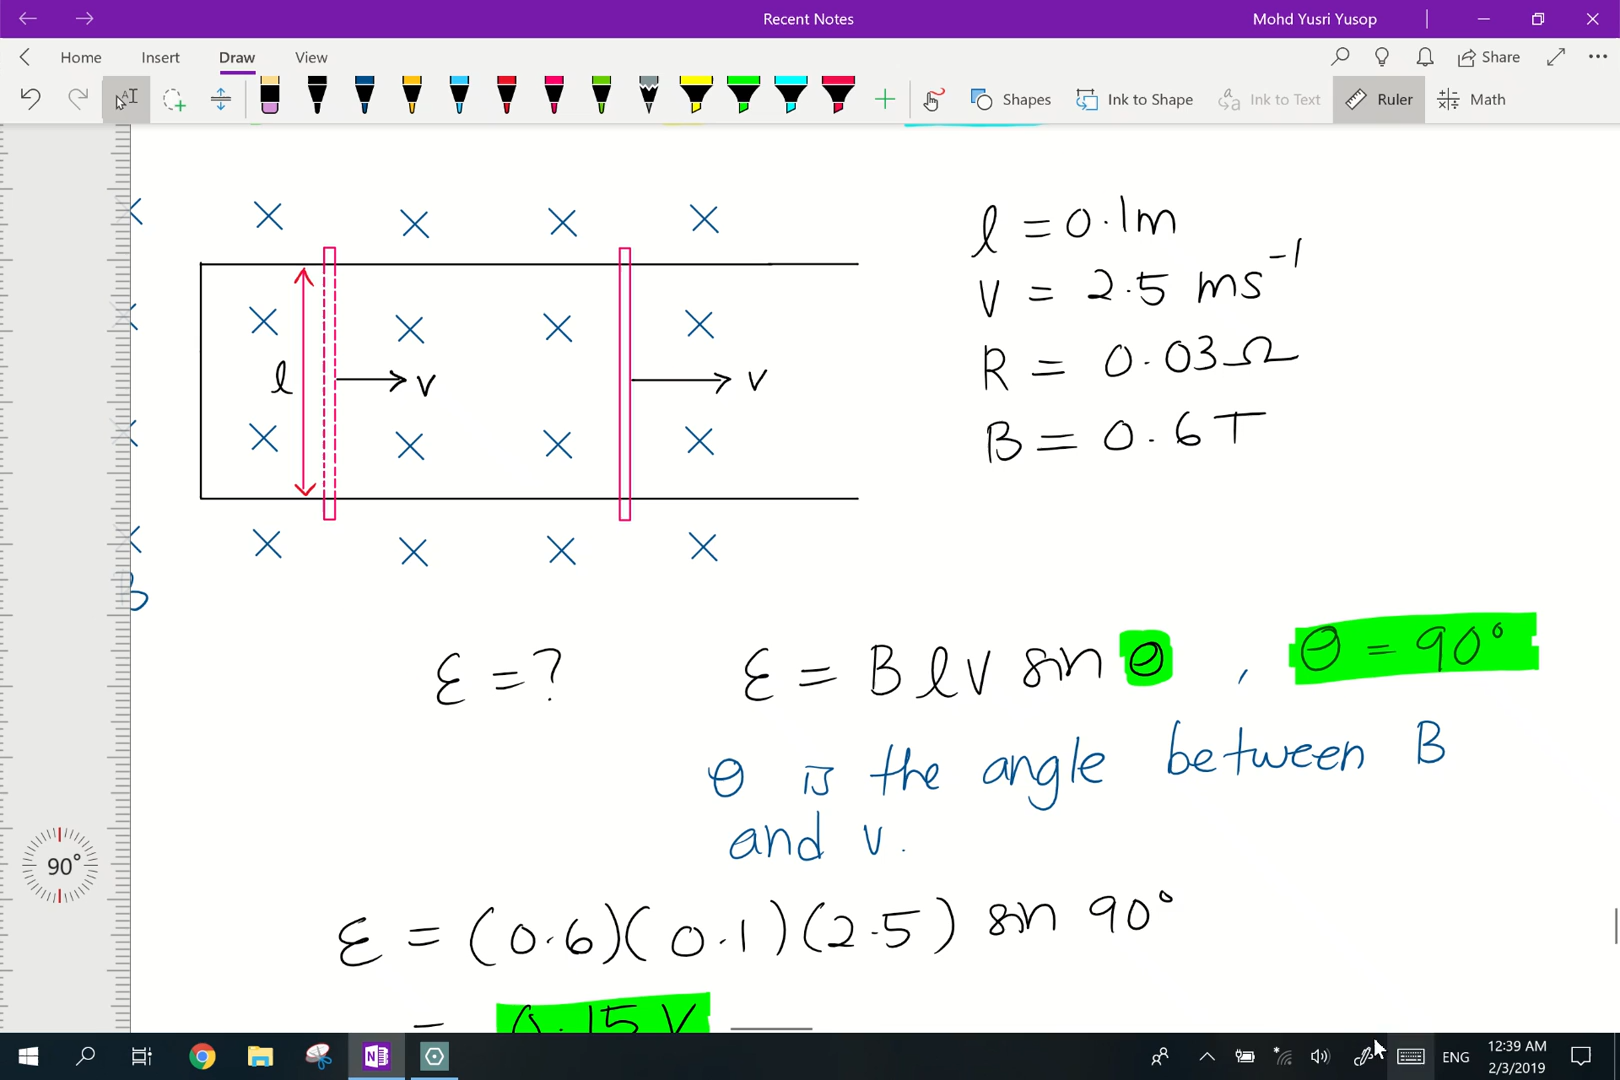 Recent Notes
Mohd Yusri Yusop
Home Insert Draw View
Share
Shapes Ink to Shape Ink to Text Ruler Math
l = 0.1m
v = 2.5 ms⁻¹
R = 0.03Ω
B = 0.6T
l
v
v
ε = ?
ε = B l v sin θ , θ = 90°
θ is the angle between B
and v.
90°
ε = (0.6)(0.1)(2.5) sin 90°
= 0.15 V
ENG
12:39 AM
2/3/2019